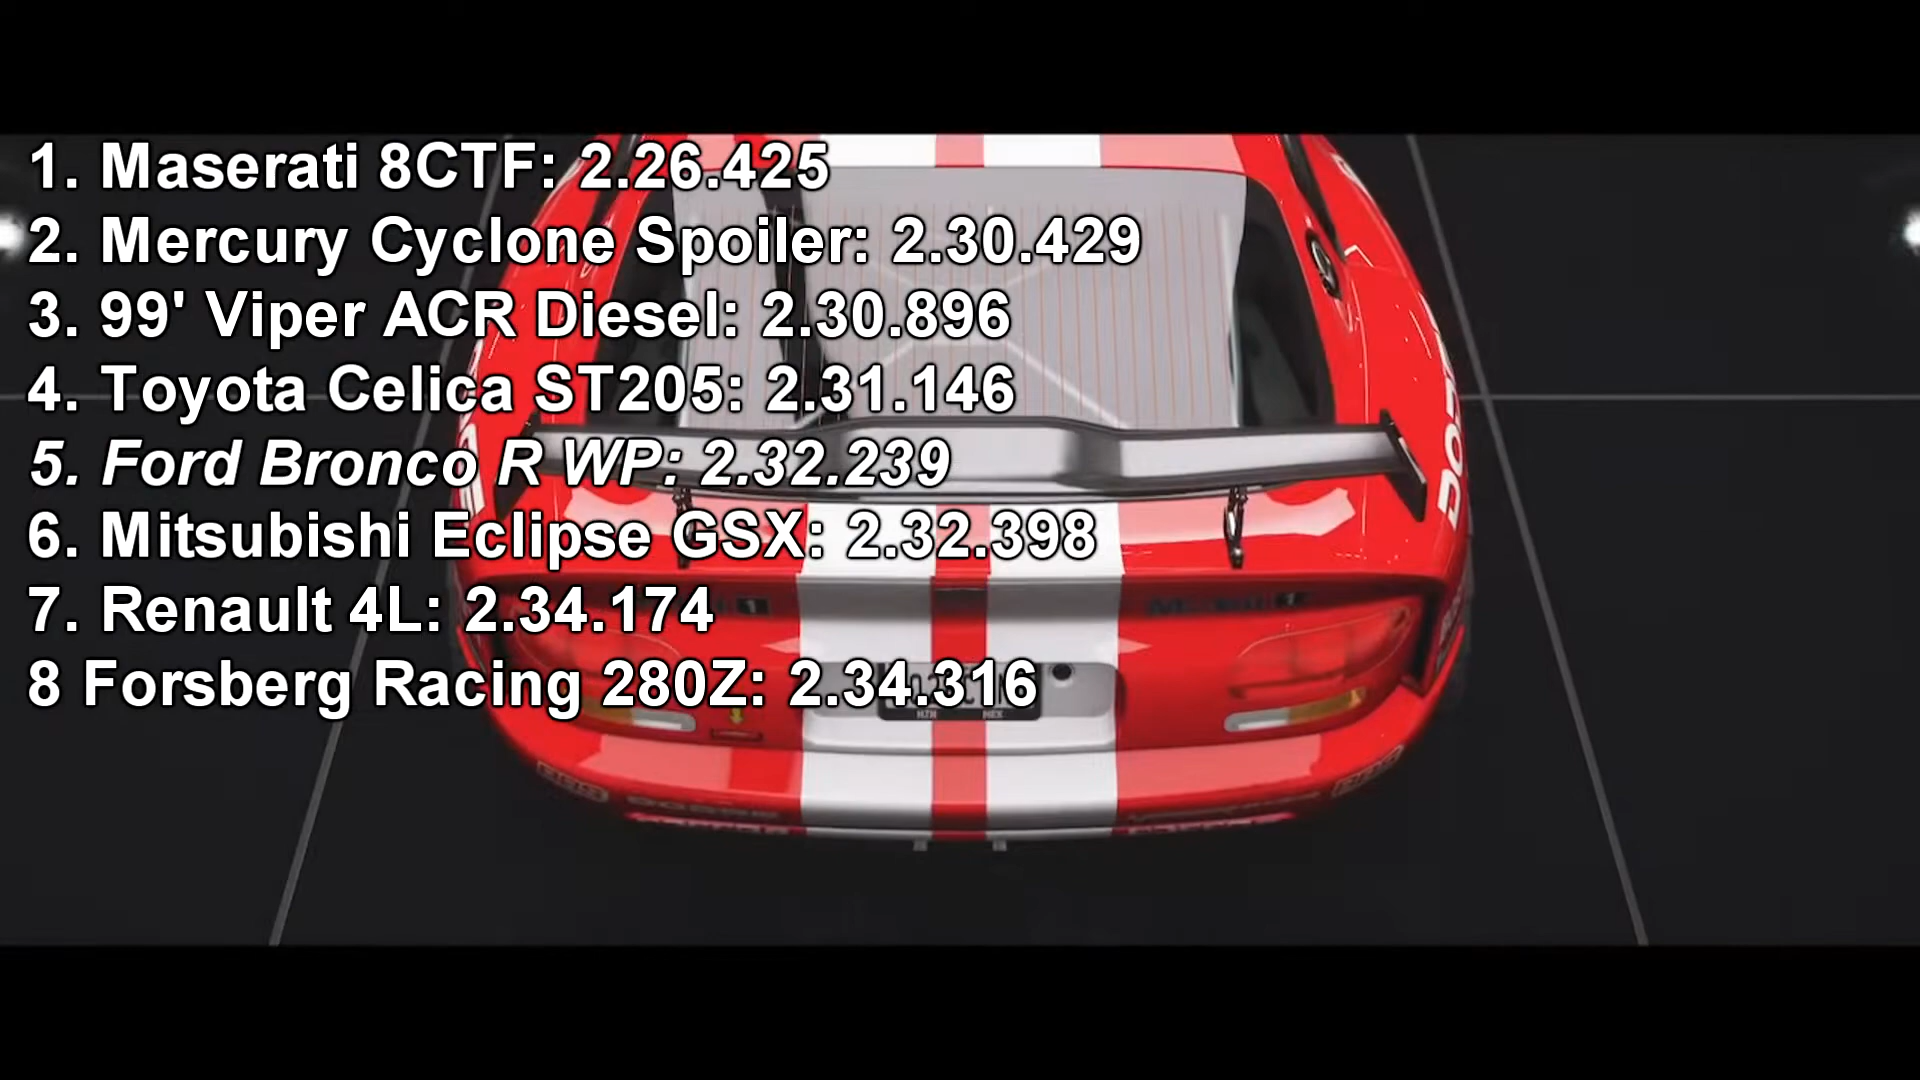 1. Maserati 8CTF: 2.26.425
2. Mercury Cyclone Spoiler: 2.30.429
3. 99' Viper ACR Diesel: 2.30.896
4. Toyota Celica ST205: 2.31.146
5. Ford Bronco R WP: 2.32.239
6. Mitsubishi Eclipse GSX: 2.32.398
7. Renault 4L: 2.34.174
8 Forsberg Racing 280Z: 2.34.316